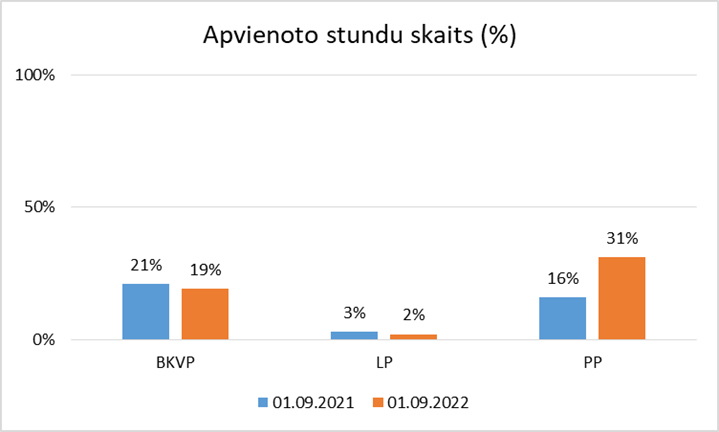 Apvienoto stundu skaits (%)
100%
50%
0%
21%
19%
3%
2%
16%
31%
BKVP
LP
PP
01.09.2021
01.09.2022